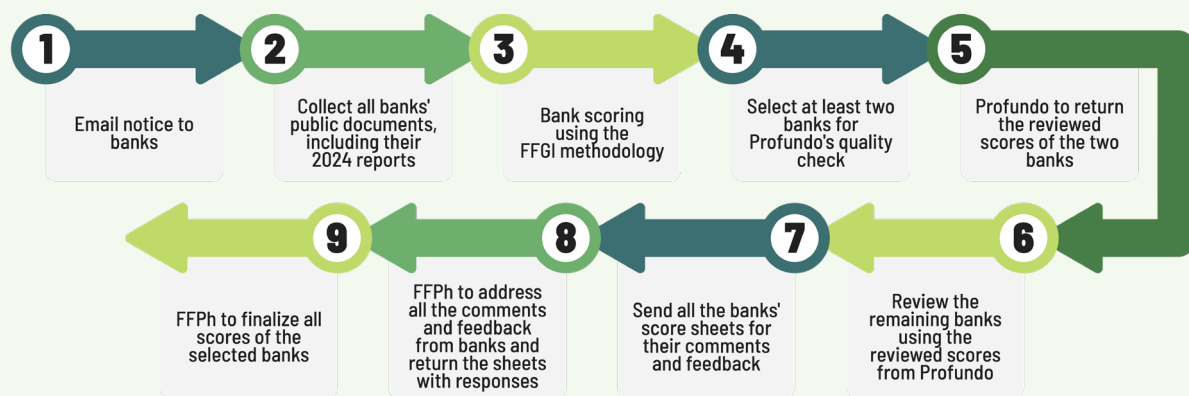 1
Email notice to
banks
2
Collect all banks'
public documents,
including their
2024 reports
3
Bank scoring
using the
FFGI methodology
4
Select at least two
banks for
Profundo's quality
check
5
Profundo to return
the reviewed
scores of the two
banks
6
Review the
remaining banks
using the
reviewed scores
from Profundo
7
Send all the banks'
score sheets for
their comments
and feedback
8
FFPh to address
all the comments
and feedback
from banks and
return the sheets
with responses
9
FFPh to finalize all
scores of the
selected banks